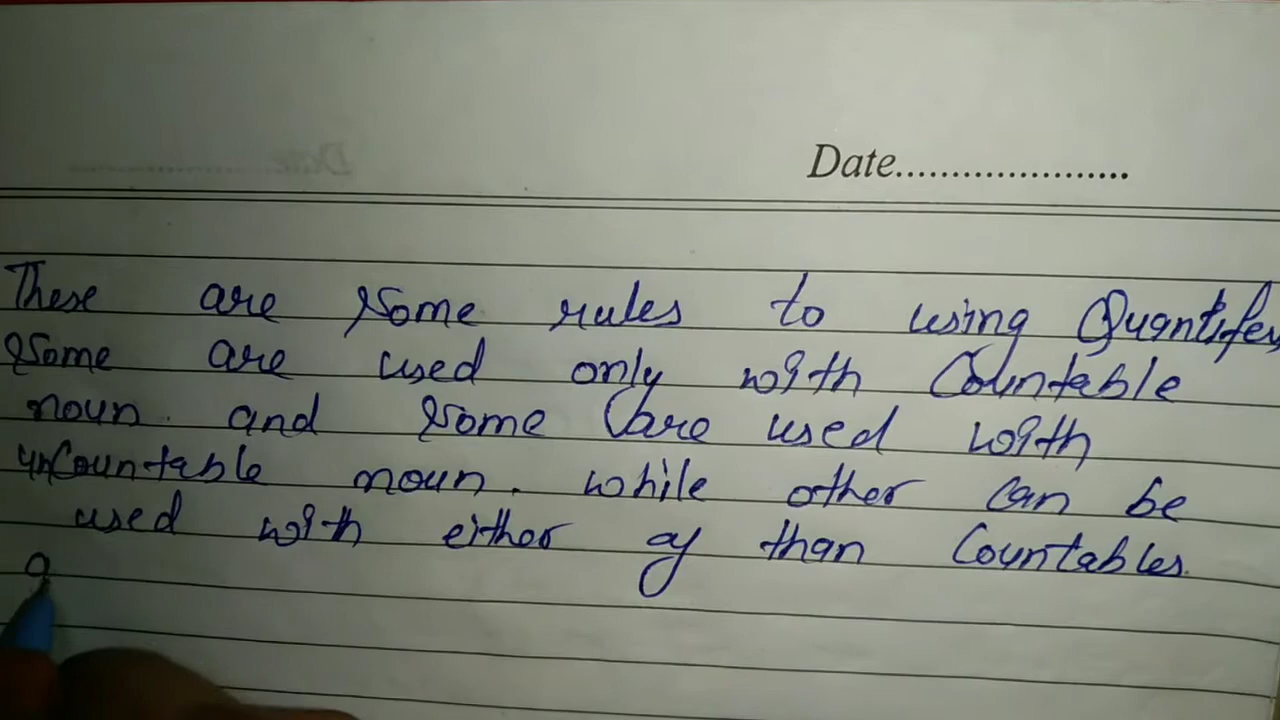 Date.....................
These are some rules to using Quantifer
Some are used only with Countable
noun. and some are used with
unCountable noun. while other can be
used with either of than Countables.